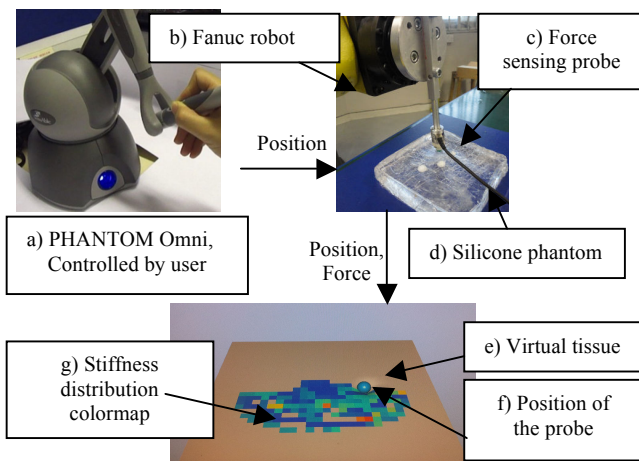 b) Fanuc robot
c) Force
sensing probe
Position
a) PHANTOM Omni,
Controlled by user
Position,
Force
d) Silicone phantom
g) Stiffness
distribution
colormap
e) Virtual tissue
f) Position of
the probe